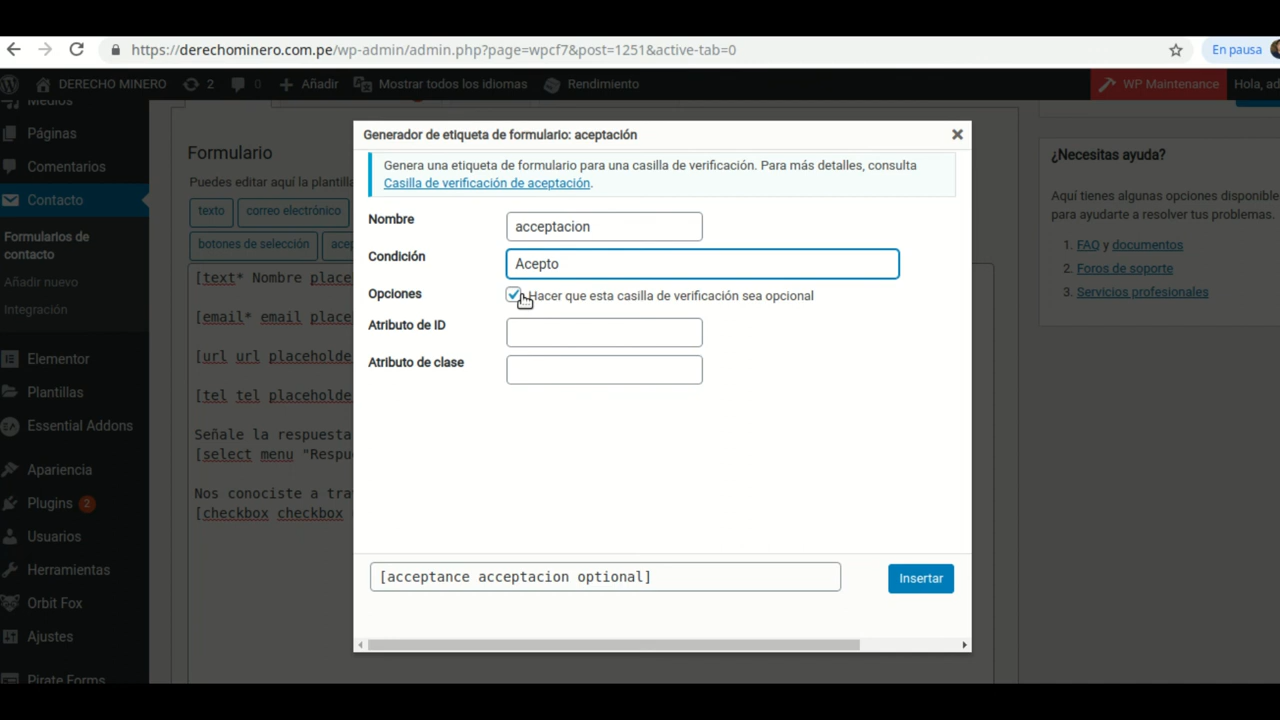 https://derechominero.com.pe/wp-admin/admin.php?page=wpcf7&post=1251&active-tab=0
En pausa
DERECHO MINERO 2 0 Añadir Mostrar todos los idiomas Rendimiento WP Maintenance Hola, ad
Medios
Páginas
Comentarios
Contacto
Formularios de
contacto
Añadir nuevo
Integración
Elementor
Plantillas
Essential Addons
Apariencia
Plugins 2
Usuarios
Herramientas
Orbit Fox
Ajustes
Pirate Forms
Formulario
Puedes editar aquí la plantilla
texto correo electrónico
botones de selección acep
[text* Nombre place
[email* email place
[url url placeholde
[tel tel placeholde
Señale la respuesta
[select menu "Respu
Nos conociste a tra
[checkbox checkbox
Generador de etiqueta de formulario: aceptación
Genera una etiqueta de formulario para una casilla de verificación. Para más detalles, consulta
Casilla de verificación de aceptación.
Nombre acceptacion
Condición Acepto
Opciones Hacer que esta casilla de verificación sea opcional
Atributo de ID
Atributo de clase
[acceptance acceptacion optional]
Insertar
¿Necesitas ayuda?
Aquí tienes algunas opciones disponible
para ayudarte a resolver tus problemas.
1. FAQ y documentos
2. Foros de soporte
3. Servicios profesionales